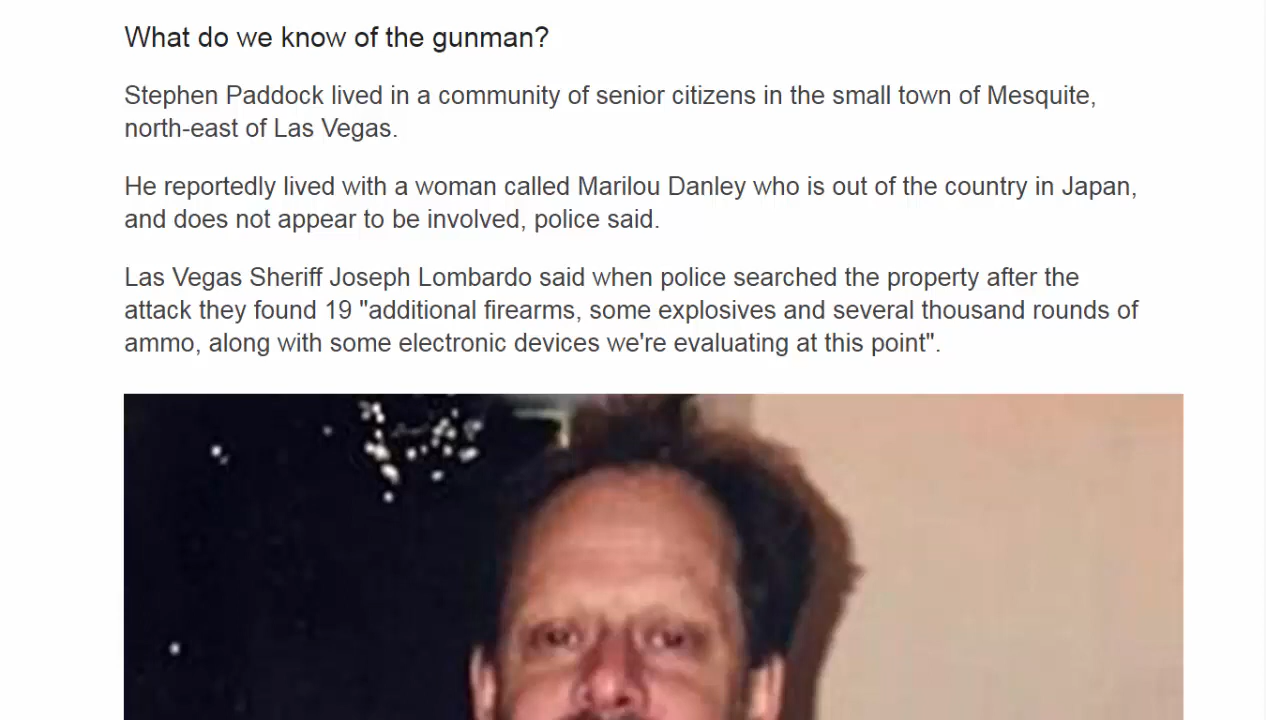 What do we know of the gunman?
Stephen Paddock lived in a community of senior citizens in the small town of Mesquite,
north-east of Las Vegas.
He reportedly lived with a woman called Marilou Danley who is out of the country in Japan,
and does not appear to be involved, police said.
Las Vegas Sheriff Joseph Lombardo said when police searched the property after the
attack they found 19 "additional firearms, some explosives and several thousand rounds of
ammo, along with some electronic devices we're evaluating at this point".